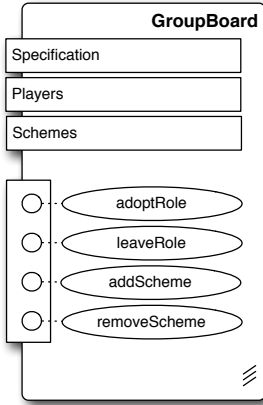 GroupBoard
Specification
Players
Schemes
adoptRole
leaveRole
addScheme
removeScheme